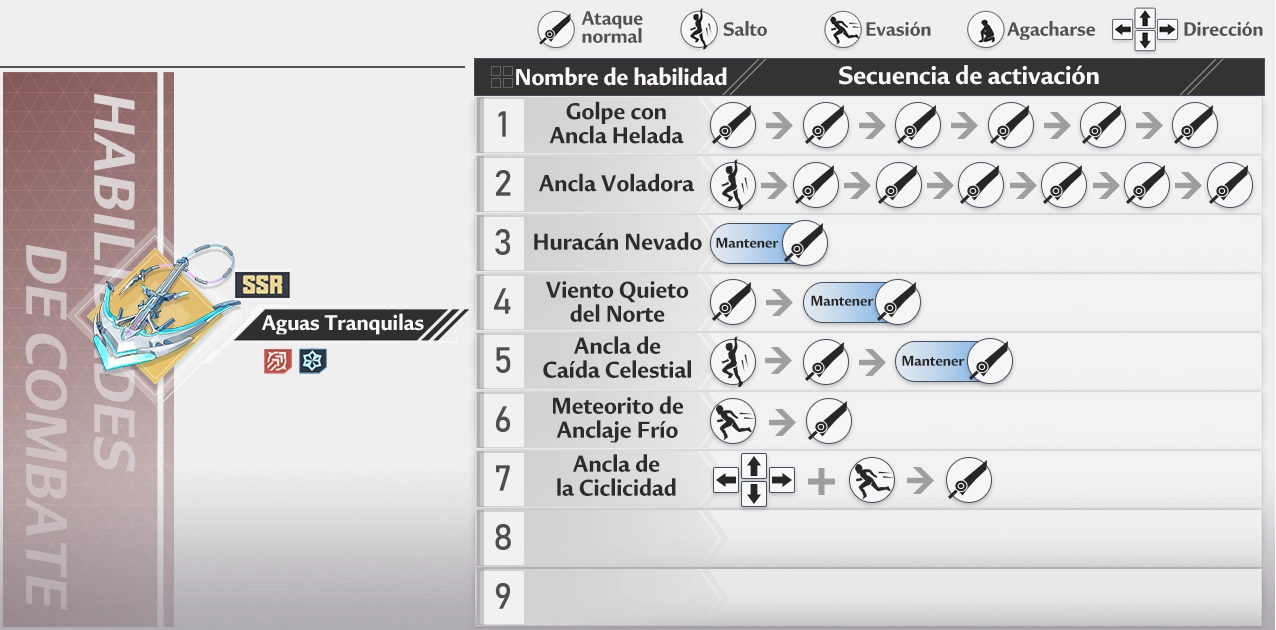 Ataque
normal
Salto
Evasión
Agacharse
Dirección
Nombre de habilidad
Secuencia de activación
HABILIDADES
DE COMBATE
SSR
Aguas Tranquilas
1
Golpe con
Ancla Helada
2
Ancla Voladora
3
Huracán Nevado
Mantener
4
Viento Quieto
del Norte
Mantener
5
Ancla de
Caída Celestial
Mantener
6
Meteorito de
Anclaje Frío
7
Ancla de
la Ciclicidad
8
9